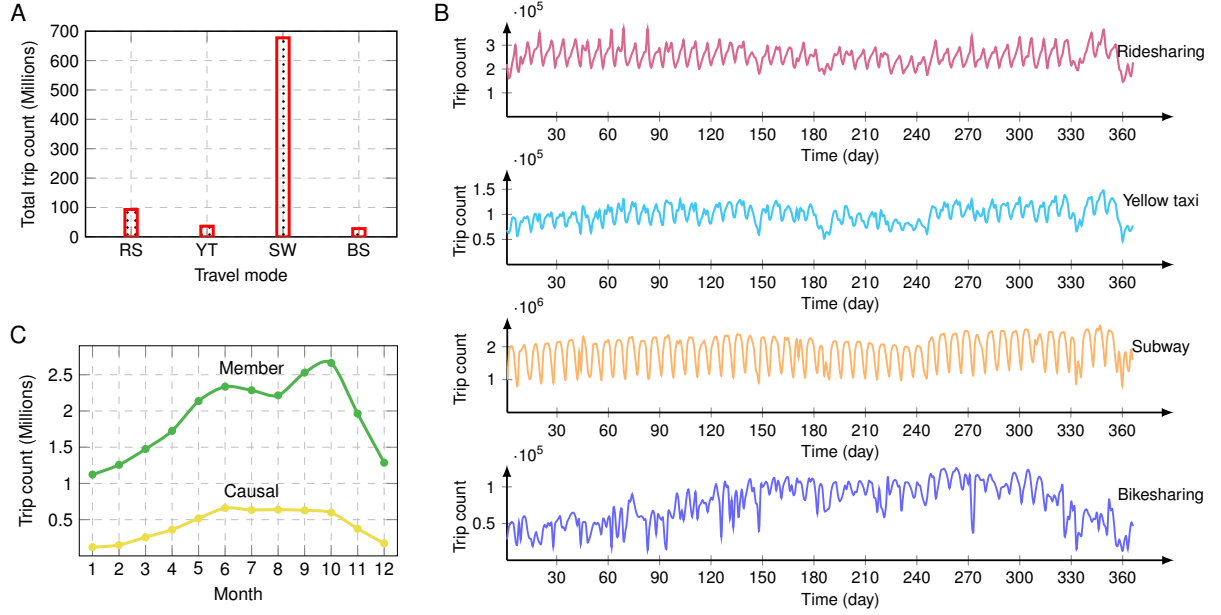 A
Total trip count (Millions)
700
600
500
400
300
200
100
0
RS YT SW BS
Travel mode
B
·10^5
Trip count
3
2
1
Ridesharing
30 60 90 120 150 180 210 240 270 300 330 360
Time (day)
·10^5
Trip count
1.5
1
0.5
Yellow taxi
30 60 90 120 150 180 210 240 270 300 330 360
Time (day)
·10^6
Trip count
2
1
Subway
30 60 90 120 150 180 210 240 270 300 330 360
Time (day)
·10^5
Trip count
1
0.5
Bikesharing
30 60 90 120 150 180 210 240 270 300 330 360
Time (day)
C
Trip count (Millions)
2.5
2
1.5
1
0.5
Member
Causal
1 2 3 4 5 6 7 8 9 10 11 12
Month